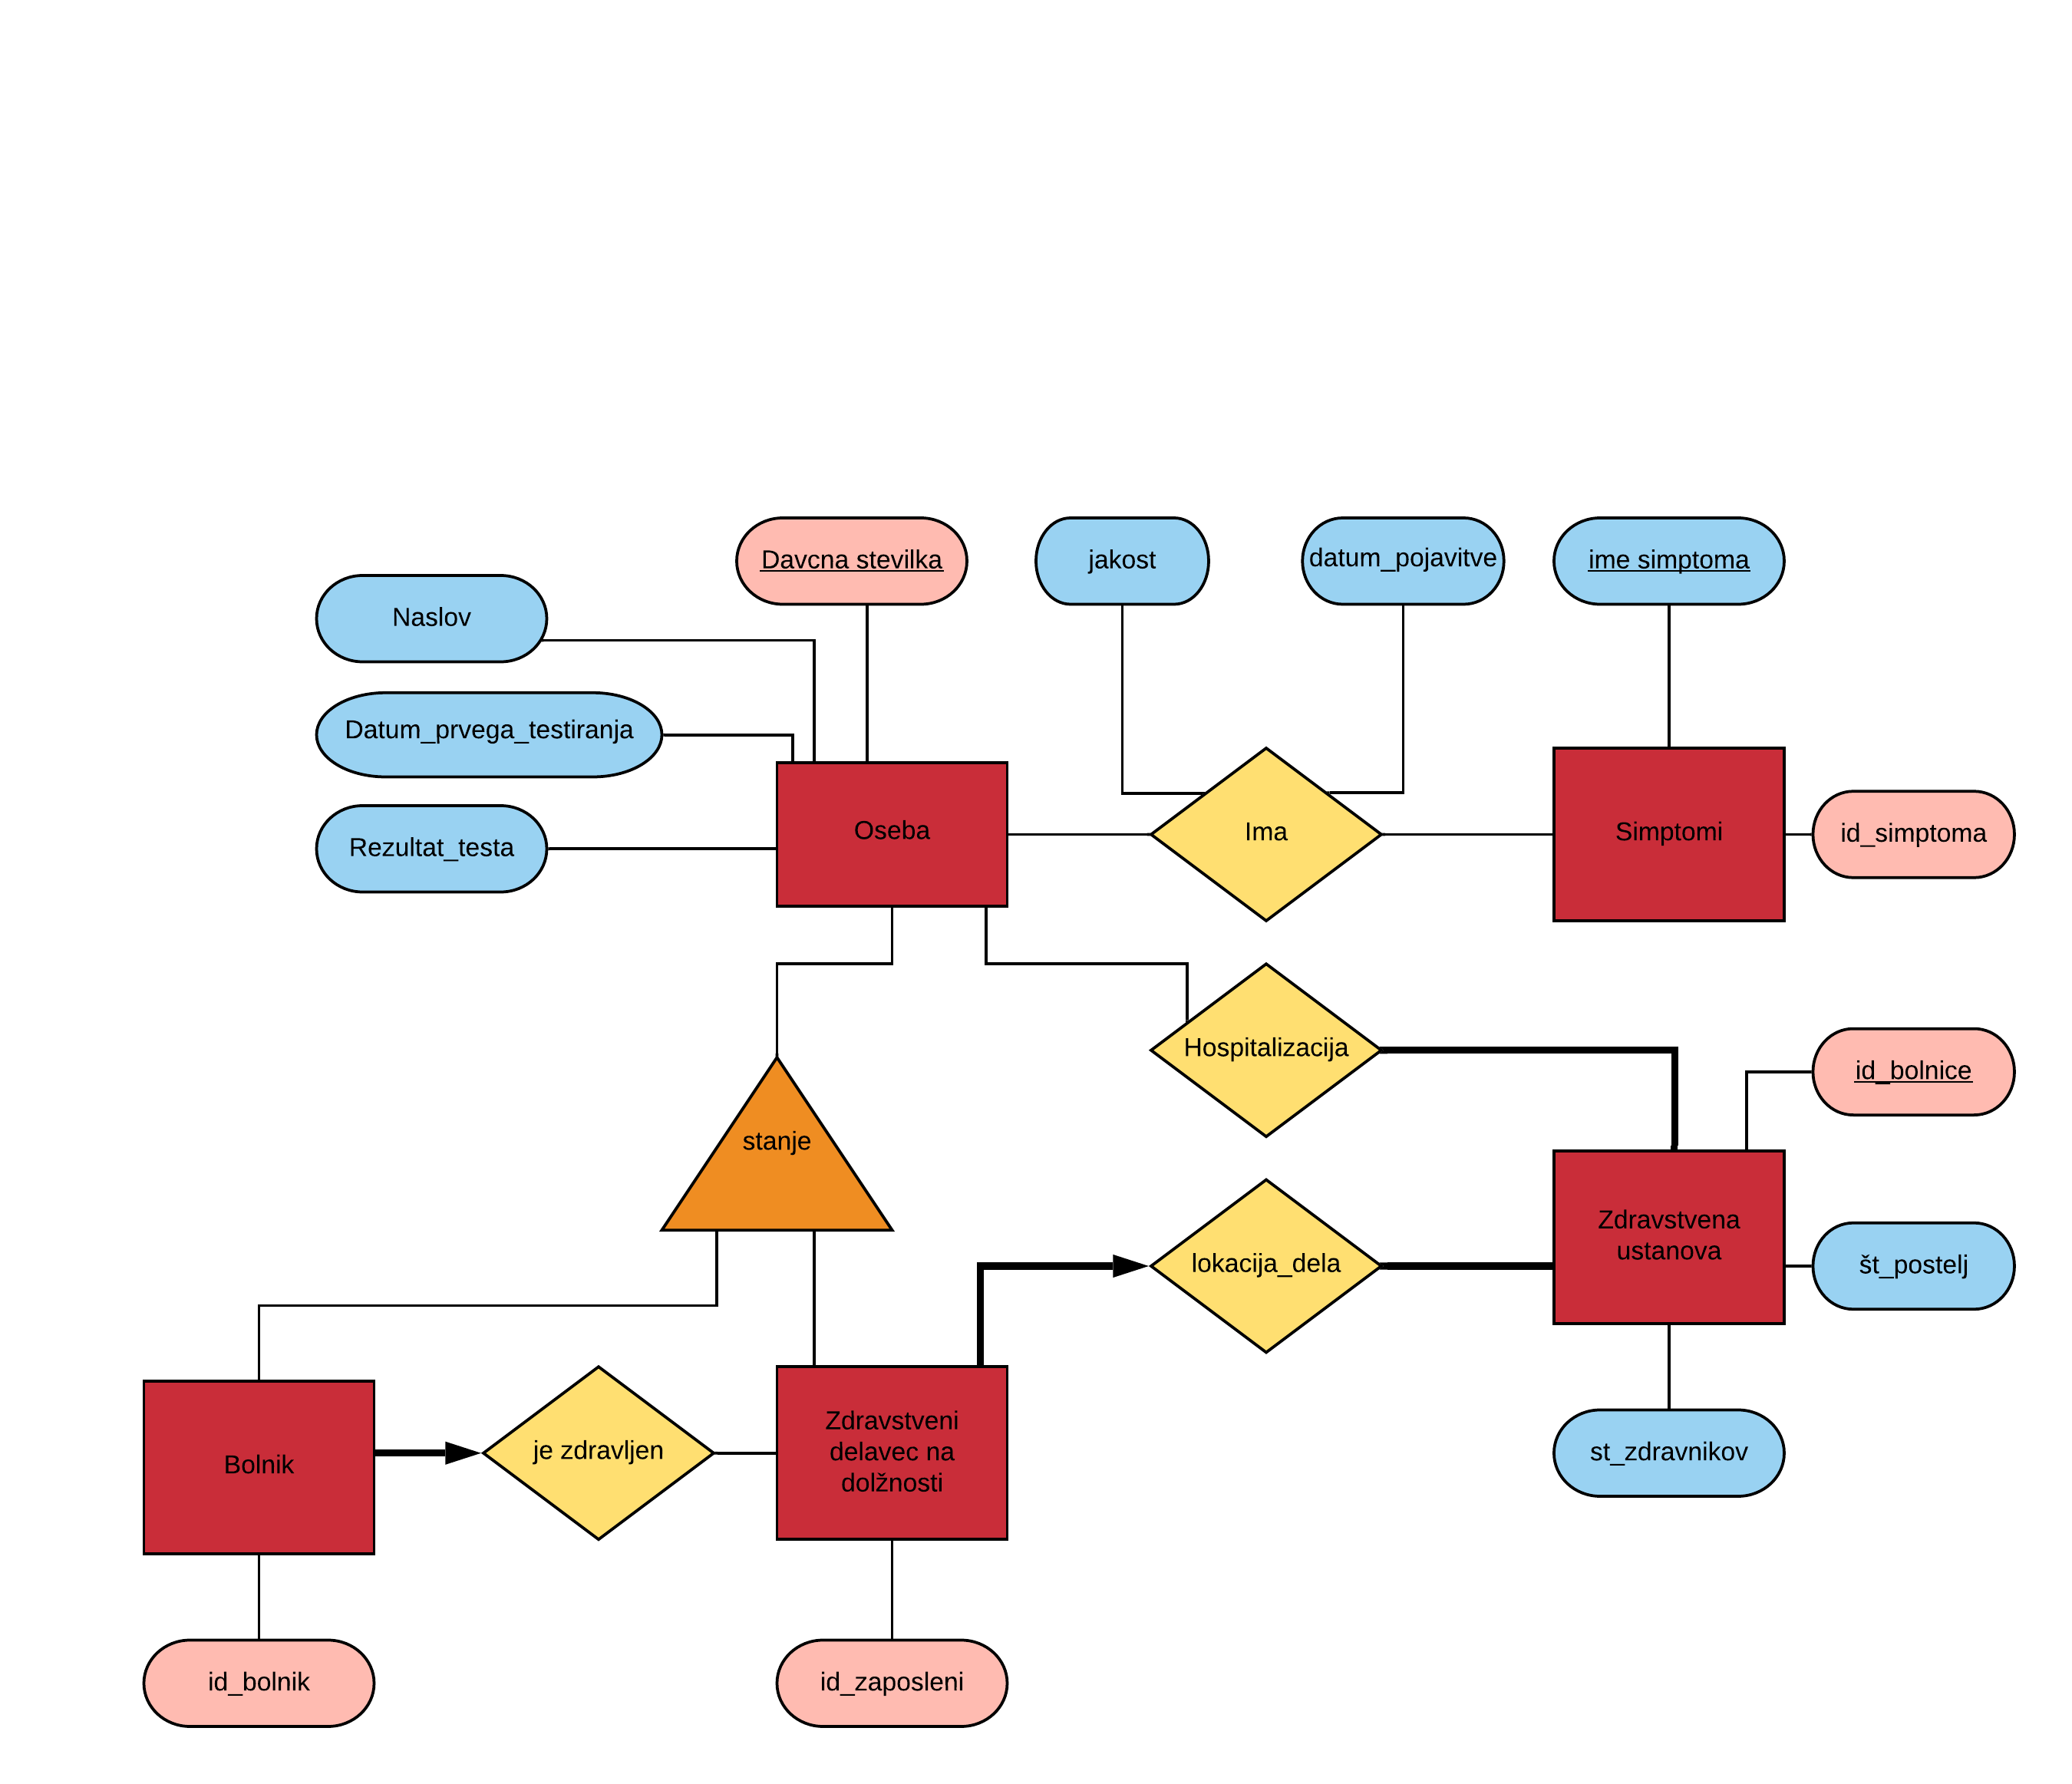 Davcna stevilka
jakost
datum_pojavitve
ime simptoma
Naslov
Datum_prvega_testiranja
Rezultat_testa
Oseba
Ima
Simptomi
id_simptoma
Hospitalizacija
id_bolnice
stanje
lokacija_dela
Zdravstvena
ustanova
št_postelj
Bolnik
je zdravljen
Zdravstveni
delavec na
dolžnosti
st_zdravnikov
id_bolnik
id_zaposleni